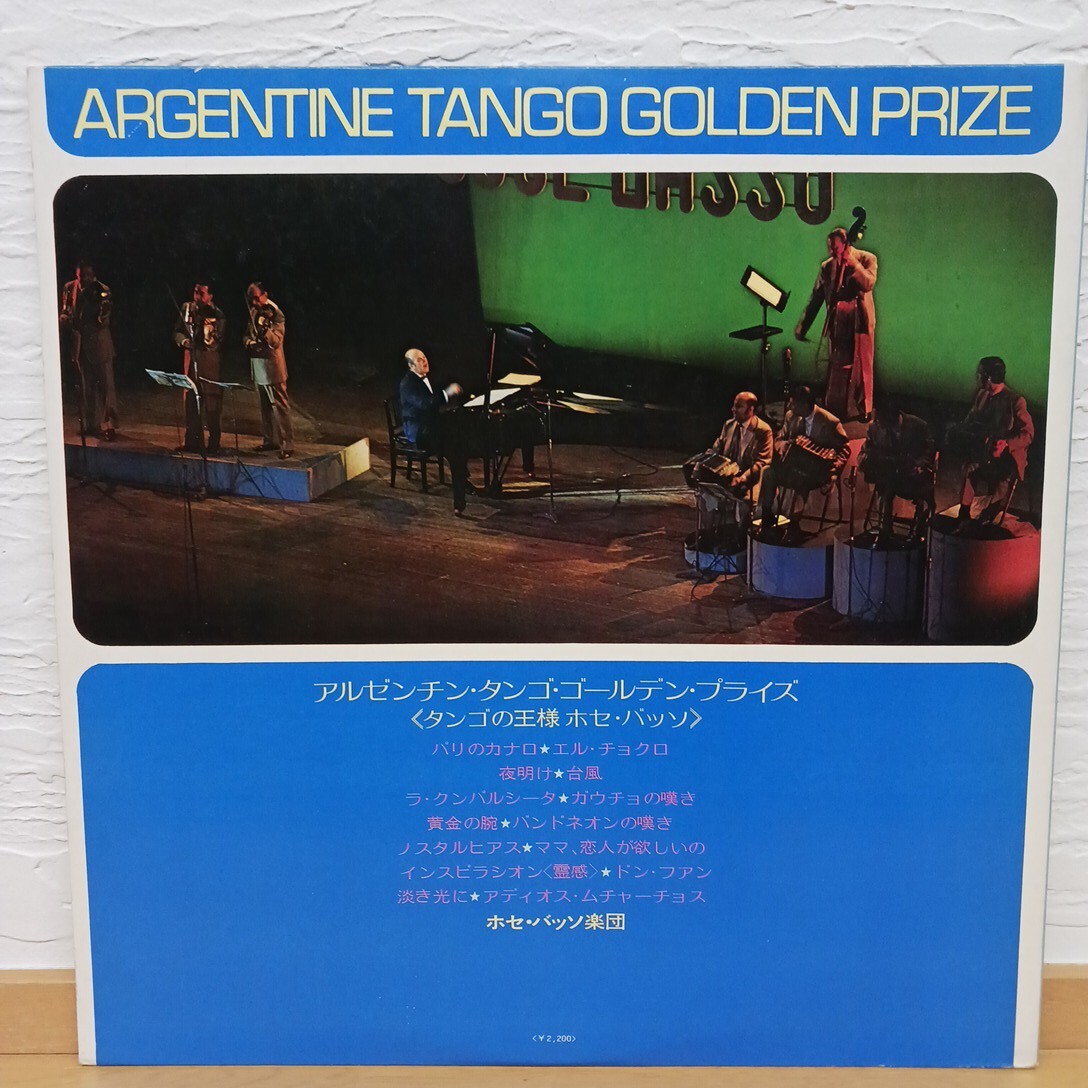 ARGENTINE TANGO GOLDEN PRIZE
JOSE BASSO
アルゼンチン・タンゴ・ゴールデン・プライズ
《タンゴの王様 ホセ・バッソ》
パリのカナロ★エル・チョクロ
夜明け★台風
ラ・クンパルシータ★ガウチョの嘆き
黄金の腕★バンドネオンの嘆き
ノスタルヒアス★ママ、恋人が欲しいの
インスピラシオン〈霊感〉★ドン・フアン
淡き光に★アディオス・ムチャーチョス
ホセ・バッソ楽団
〈￥2,200〉